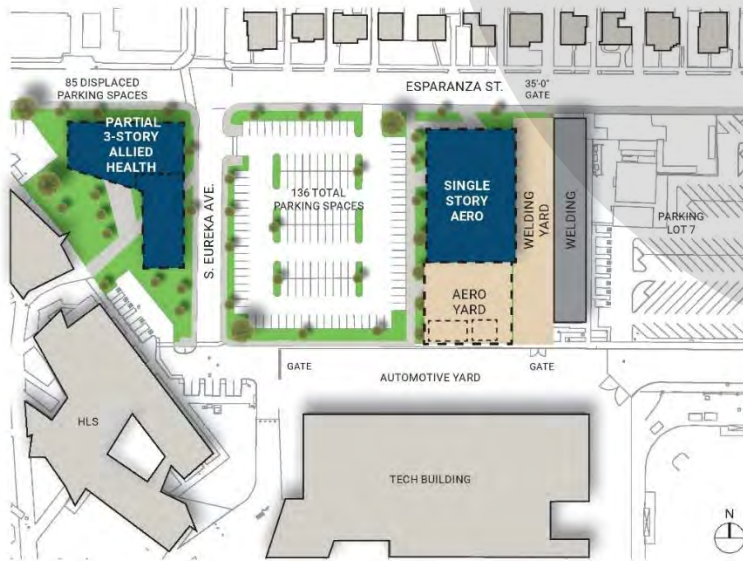 85 DISPLACED
PARKING SPACES
ESPARANZA ST.
35'-0"
GATE
PARTIAL
3-STORY
ALLIED
HEALTH
S. EUREKA AVE.
136 TOTAL
PARKING SPACES
SINGLE
STORY
AERO
WELDING
YARD
WELDING
PARKING
LOT 7
AERO
YARD
GATE
AUTOMOTIVE YARD
GATE
HLS
TECH BUILDING
N